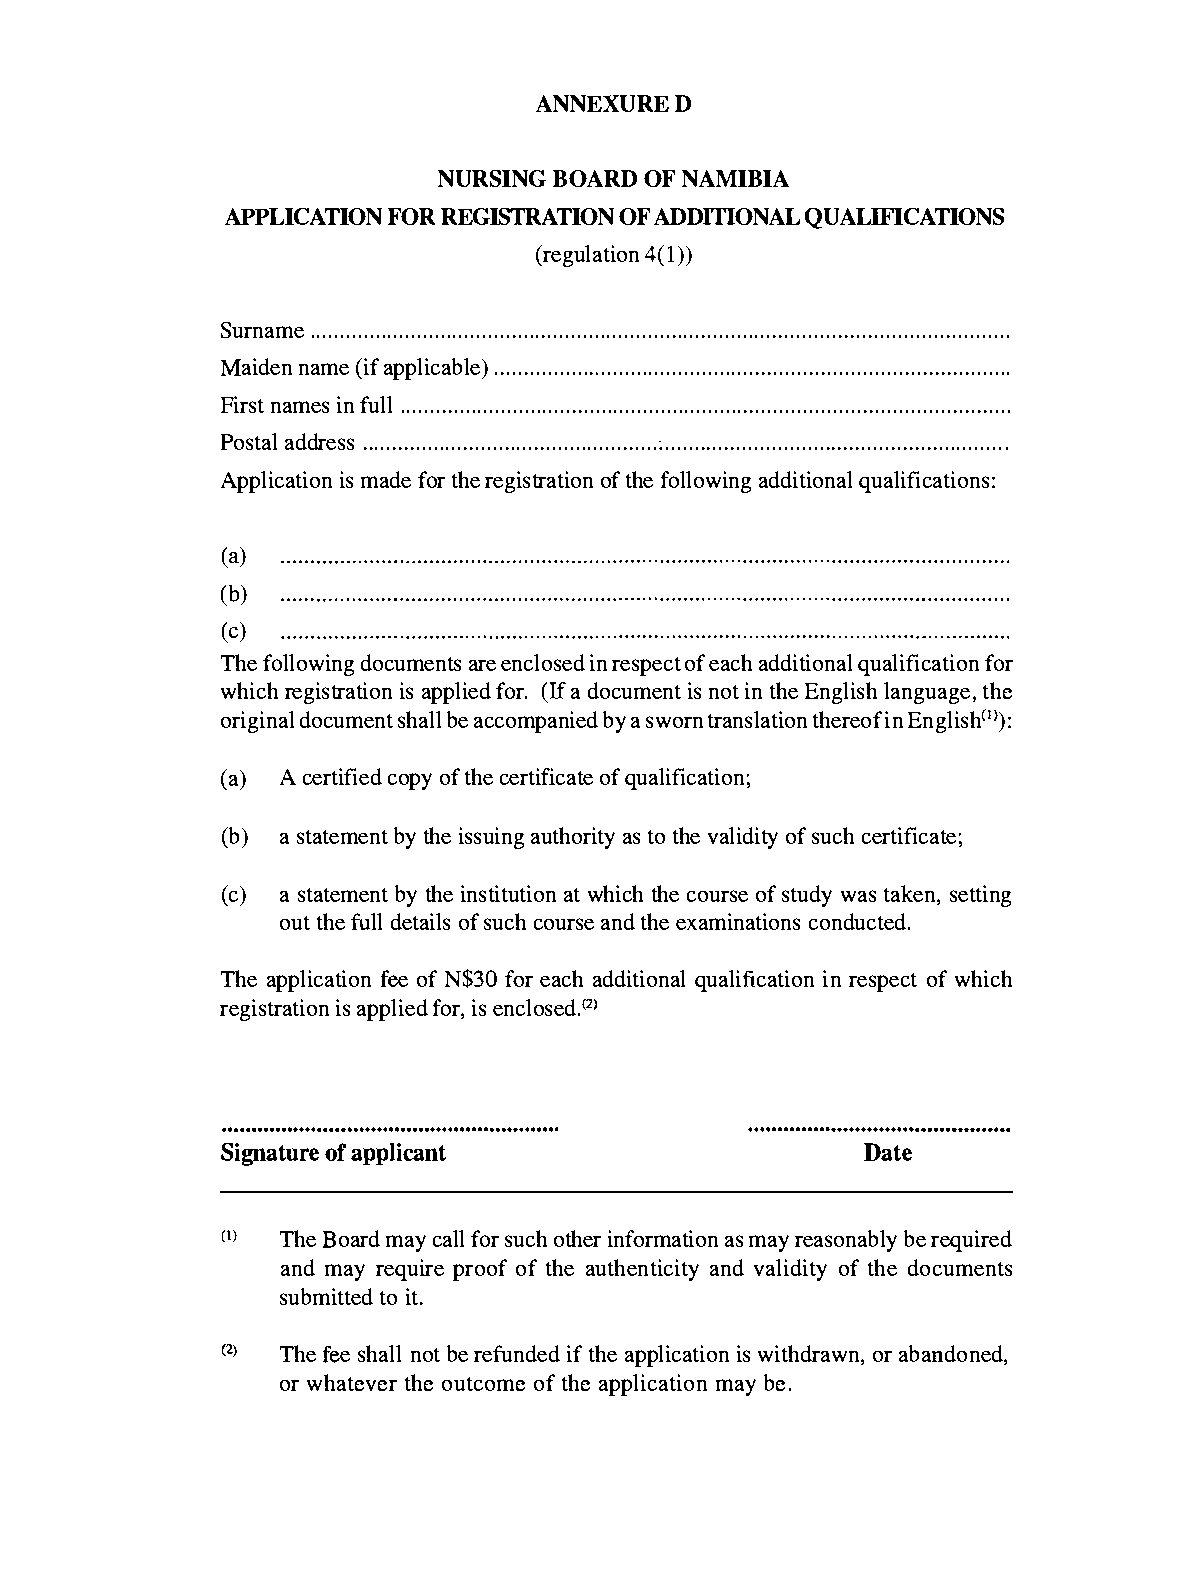 ANNEXURE D
NURSING BOARD OF NAMIBIA
APPLICATION FOR REGISTRATION OF ADDITIONAL QUALIFICATIONS
(regulation 4(1))
Surname ........................................................................................................................
Maiden name (if applicable) ........................................................................................
First names in full ........................................................................................................
Postal address ..............................................................................................................
Application is made for the registration of the following additional qualifications:
(a) ............................................................................................................................
(b) ............................................................................................................................
(c) ............................................................................................................................
The following documents are enclosed in respect of each additional qualification for
which registration is applied for. (If a document is not in the English language, the
original document shall be accompanied by a sworn translation thereof in English(1)):
(a) A certified copy of the certificate of qualification;
(b) a statement by the issuing authority as to the validity of such certificate;
(c) a statement by the institution at which the course of study was taken, setting
out the full details of such course and the examinations conducted.
The application fee of N$30 for each additional qualification in respect of which
registration is applied for, is enclosed.(2)
......................................................... .............................................
Signature of applicant Date
(1) The Board may call for such other information as may reasonably be required
and may require proof of the authenticity and validity of the documents
submitted to it.
(2) The fee shall not be refunded if the application is withdrawn, or abandoned,
or whatever the outcome of the application may be.